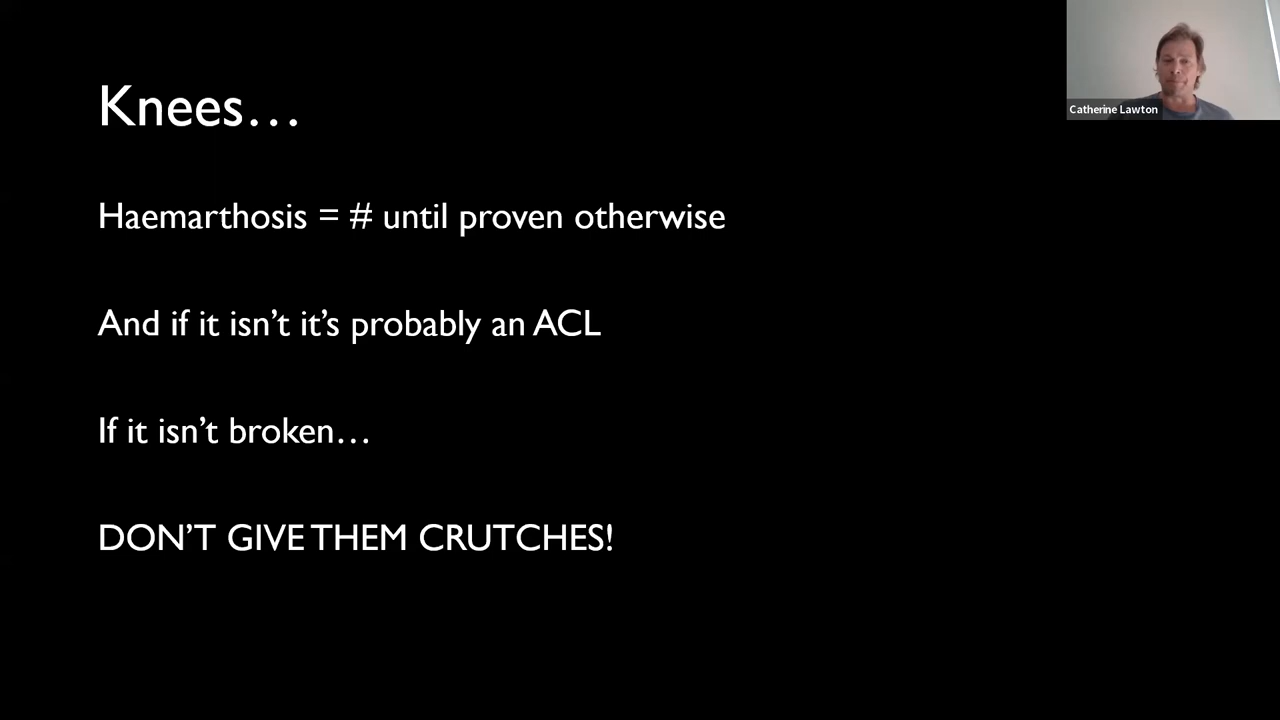 Knees…
Catherine Lawton
Haemarthosis = # until proven otherwise
And if it isn’t it’s probably an ACL
If it isn’t broken…
DON’T GIVE THEM CRUTCHES!